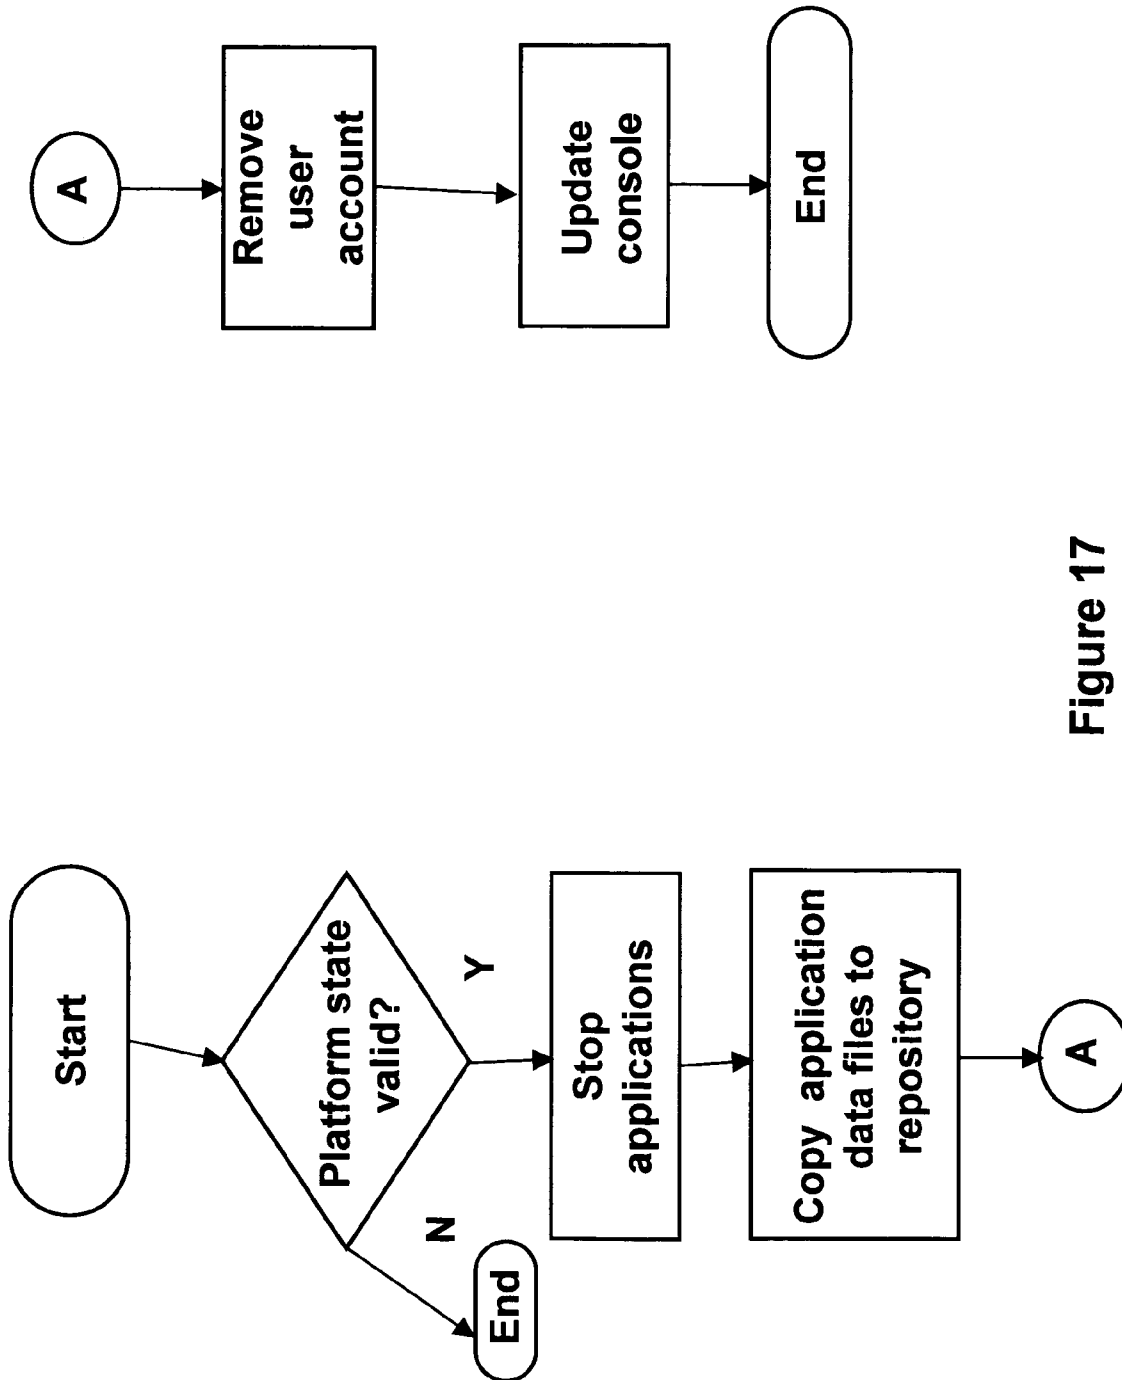 Start
Platform state
valid?
N
Y
End
Stop
applications
Copy application
data files to
repository
A
A
Remove
user
account
Update
console
End
Figure 17